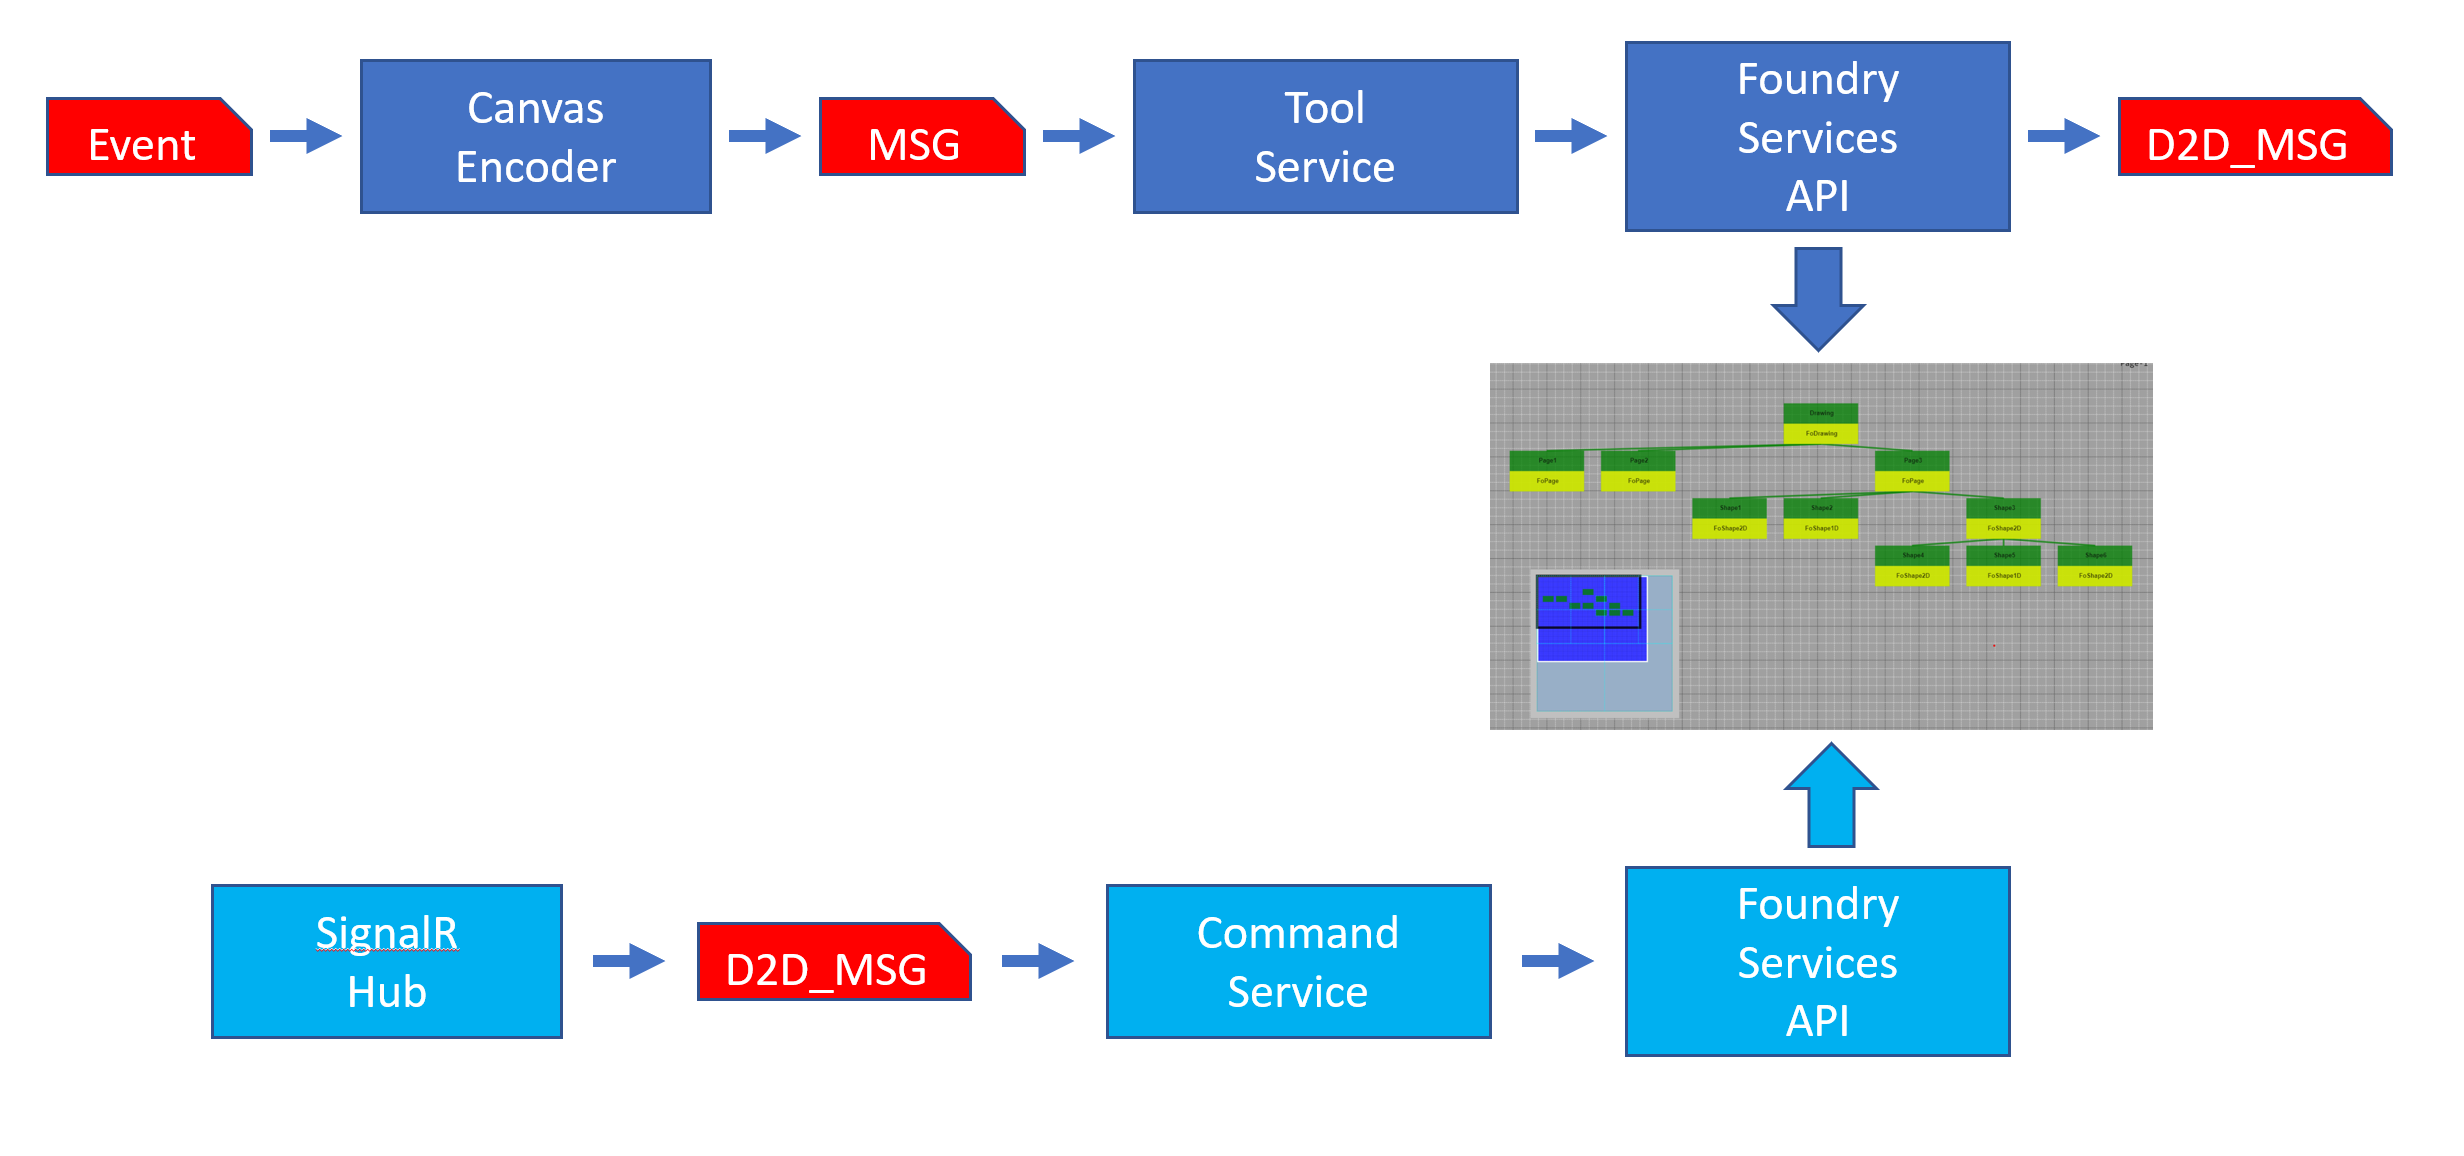 Event
Canvas
Encoder
MSG
Tool
Service
Foundry
Services
API
D2D_MSG
Page-1
Drawing
FoDrawing
Page1
FoPage
Page2
FoPage
Page3
FoPage
Shape1
FoShape2D
Shape2
FoShape1D
Shape3
FoShape2D
Shape4
FoShape2D
Shape5
FoShape1D
Shape6
FoShape2D
SignalR
Hub
D2D_MSG
Command
Service
Foundry
Services
API